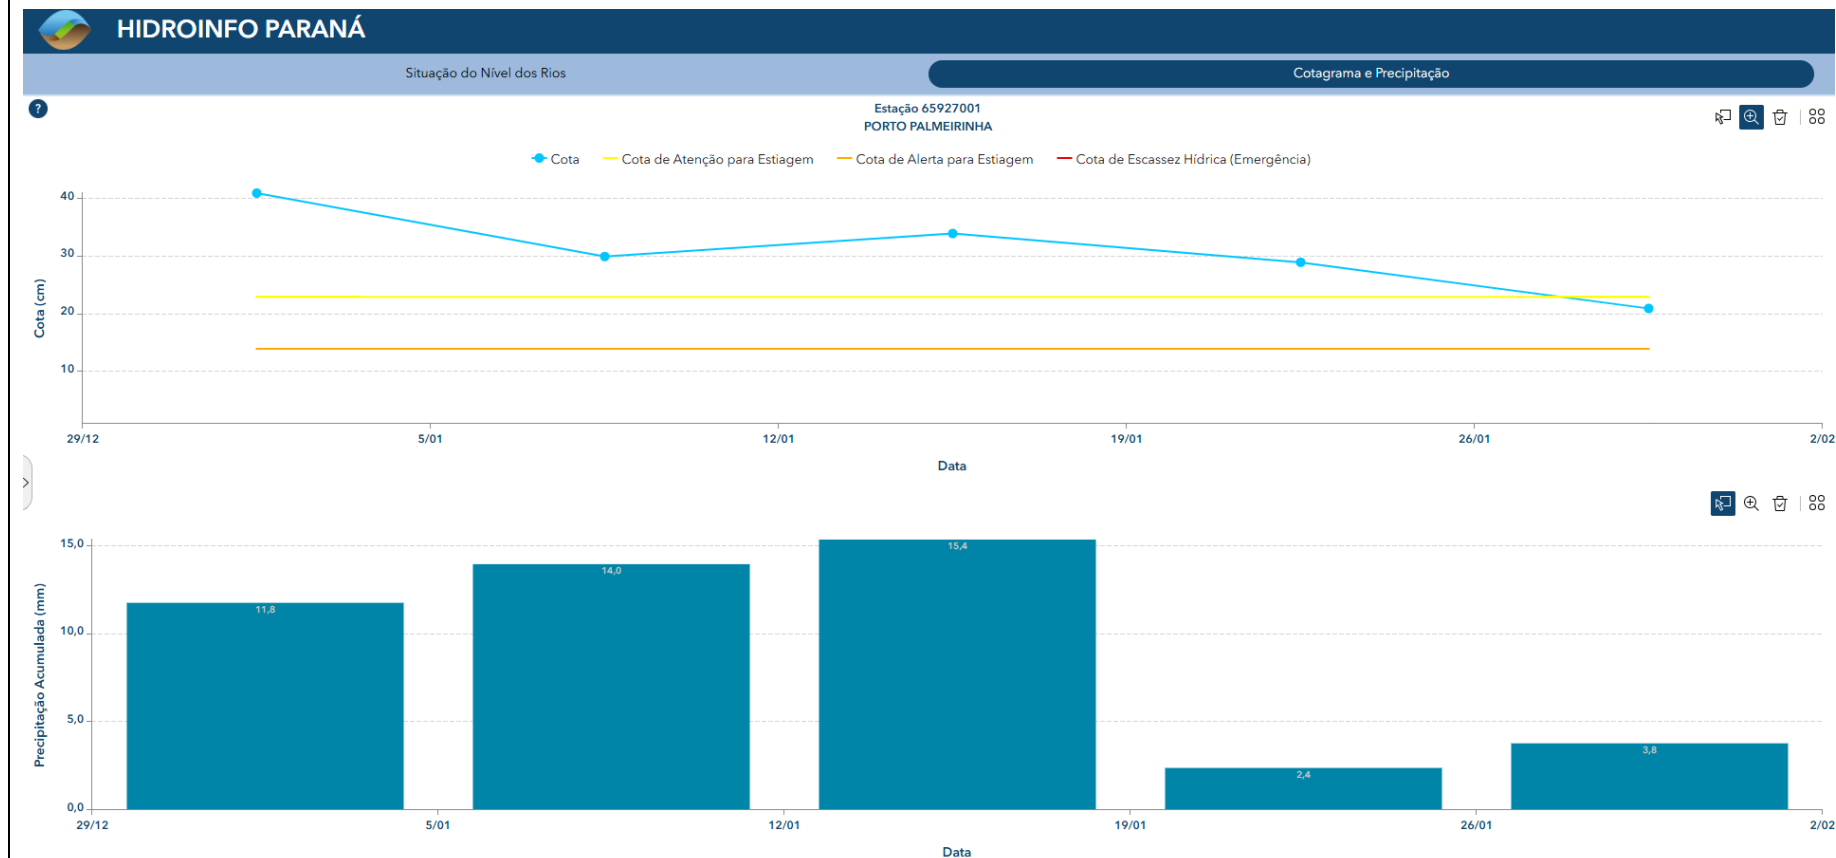 HIDROINFO PARANÁ
Situação do Nível dos Rios
Cotagrama e Precipitação
?
Estação 65927001
PORTO PALMEIRINHA
Cota
Cota de Atenção para Estiagem
Cota de Alerta para Estiagem
Cota de Escassez Hídrica (Emergência)
Cota (cm)
40
30
20
10
29/12
5/01
12/01
19/01
26/01
2/02
Data
Precipitação Acumulada (mm)
15,0
10,0
5,0
0,0
11,8
14,0
15,4
2,4
3,8
29/12
5/01
12/01
19/01
26/01
2/02
Data